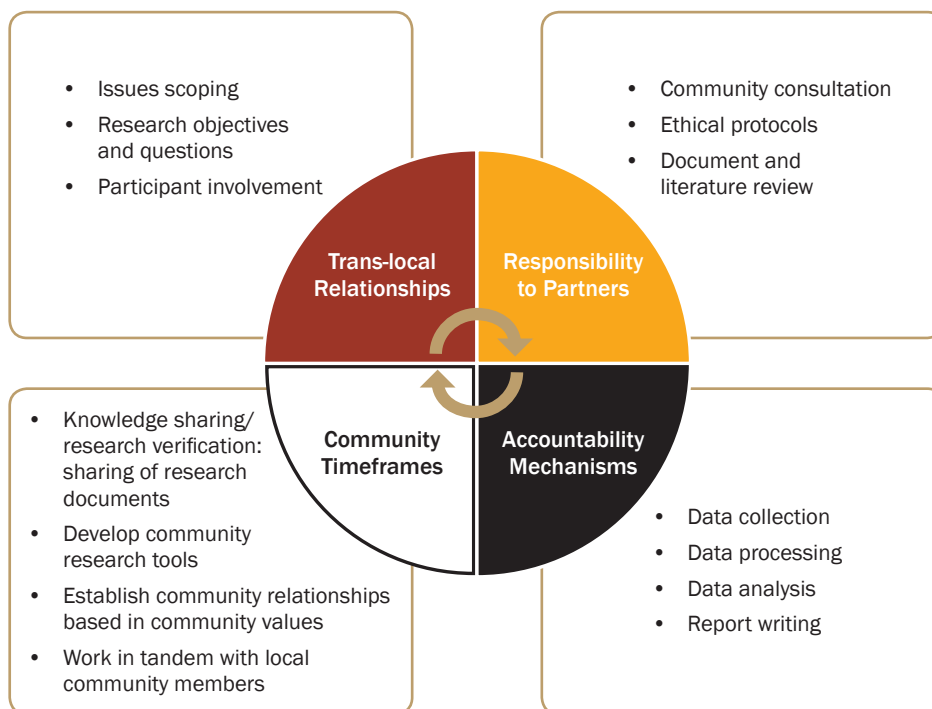 • Issues scoping
• Research objectives
and questions
• Participant involvement
• Community consultation
• Ethical protocols
• Document and
literature review
Trans-local
Relationships
Responsibility
to Partners
Community
Timeframes
Accountability
Mechanisms
• Knowledge sharing/
research verification:
sharing of research
documents
• Develop community
research tools
• Establish community relationships
based in community values
• Work in tandem with local
community members
• Data collection
• Data processing
• Data analysis
• Report writing